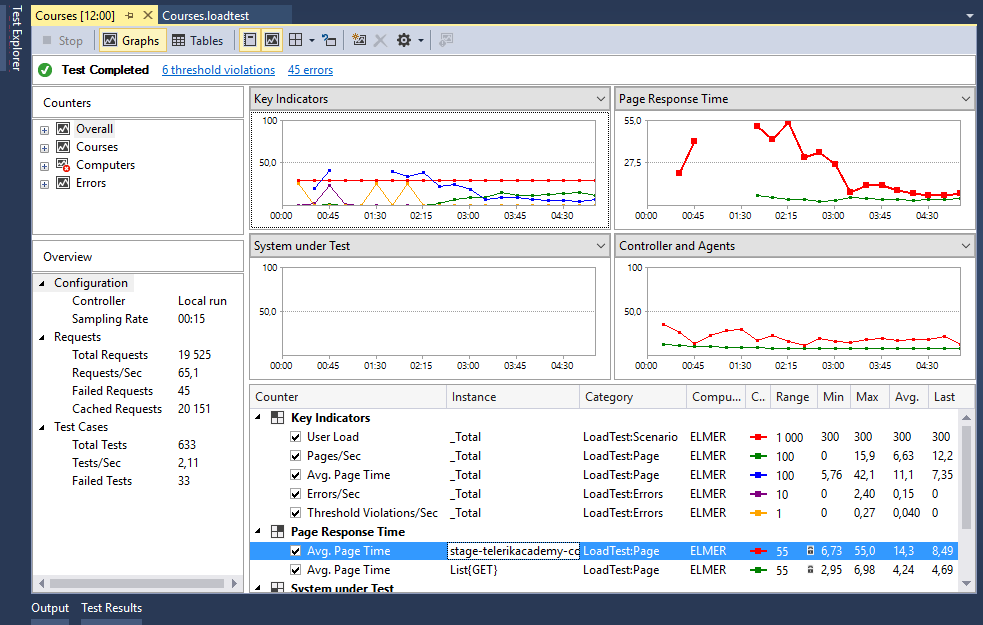 Test Explorer
Courses [12:00] Courses.loadtest
Stop Graphs Tables
Test Completed 6 threshold violations 45 errors
Counters
Overall
Courses
Computers
Errors
Overview
Configuration
Controller Local run
Sampling Rate 00:15
Requests
Total Requests 19 525
Requests/Sec 65,1
Failed Requests 45
Cached Requests 20 151
Test Cases
Total Tests 633
Tests/Sec 2,11
Failed Tests 33
Key Indicators
100
50,0
00:00 00:45 01:30 02:15 03:00 03:45 04:30
Page Response Time
55,0
27,5
00:00 00:45 01:30 02:15 03:00 03:45 04:30
System under Test
100
50,0
00:00 00:45 01:30 02:15 03:00 03:45 04:30
Controller and Agents
100
50,0
00:00 00:45 01:30 02:15 03:00 03:45 04:30
Counter Instance Category Compu... C.. Range Min Max Avg. Last
Key Indicators
User Load _Total LoadTest:Scenario ELMER 1 000 300 300 300 300
Pages/Sec _Total LoadTest:Page ELMER 100 0 15,9 6,63 12,2
Avg. Page Time _Total LoadTest:Page ELMER 100 5,76 42,1 11,1 7,35
Errors/Sec _Total LoadTest:Errors ELMER 10 0 2,40 0,15 0
Threshold Violations/Sec _Total LoadTest:Errors ELMER 1 0 0,27 0,040 0
Page Response Time
Avg. Page Time stage-telerikacademy-cc LoadTest:Page ELMER 55 6,73 55,0 14,3 8,49
Avg. Page Time List{GET} LoadTest:Page ELMER 55 2,95 6,98 4,24 4,69
System under Test
Output Test Results